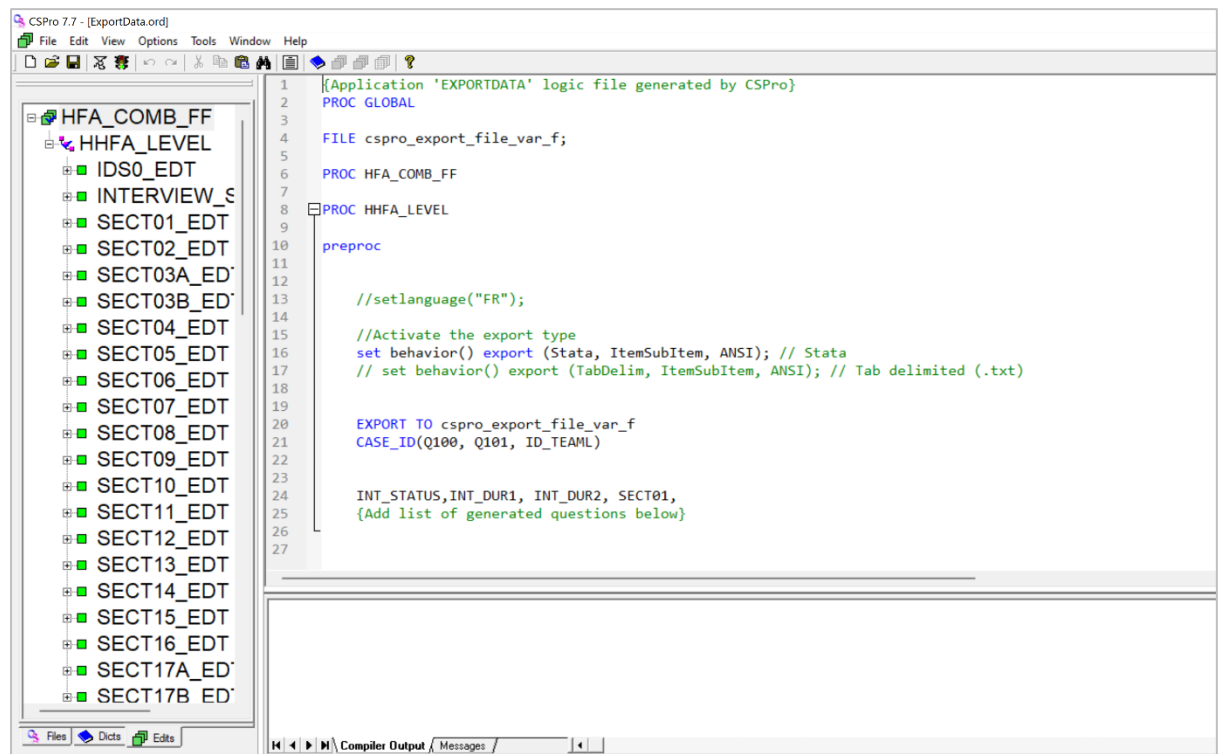 CSPro 7.7 - [ExportData.ord]
File Edit View Options Tools Window Help
HFA_COMB_FF
HHFA_LEVEL
IDS0_EDT
INTERVIEW_S
SECT01_EDT
SECT02_EDT
SECT03A_ED
SECT03B_ED
SECT04_EDT
SECT05_EDT
SECT06_EDT
SECT07_EDT
SECT08_EDT
SECT09_EDT
SECT10_EDT
SECT11_EDT
SECT12_EDT
SECT13_EDT
SECT14_EDT
SECT15_EDT
SECT16_EDT
SECT17A_ED
SECT17B_ED
Files Dicts Edits
1 {Application 'EXPORTDATA' logic file generated by CSPro}
2 PROC GLOBAL
3
4 FILE cspro_export_file_var_f;
5
6 PROC HFA_COMB_FF
7
8 PROC HHFA_LEVEL
9
10 preproc
11
12
13 //setlanguage("FR");
14
15 //Activate the export type
16 set behavior() export (Stata, ItemSubItem, ANSI); // Stata
17 // set behavior() export (TabDelim, ItemSubItem, ANSI); // Tab delimited (.txt)
18
19
20 EXPORT TO cspro_export_file_var_f
21 CASE_ID(Q100, Q101, ID_TEAML)
22
23
24 INT_STATUS,INT_DUR1, INT_DUR2, SECT01,
25 {Add list of generated questions below}
26
27
Compiler Output Messages